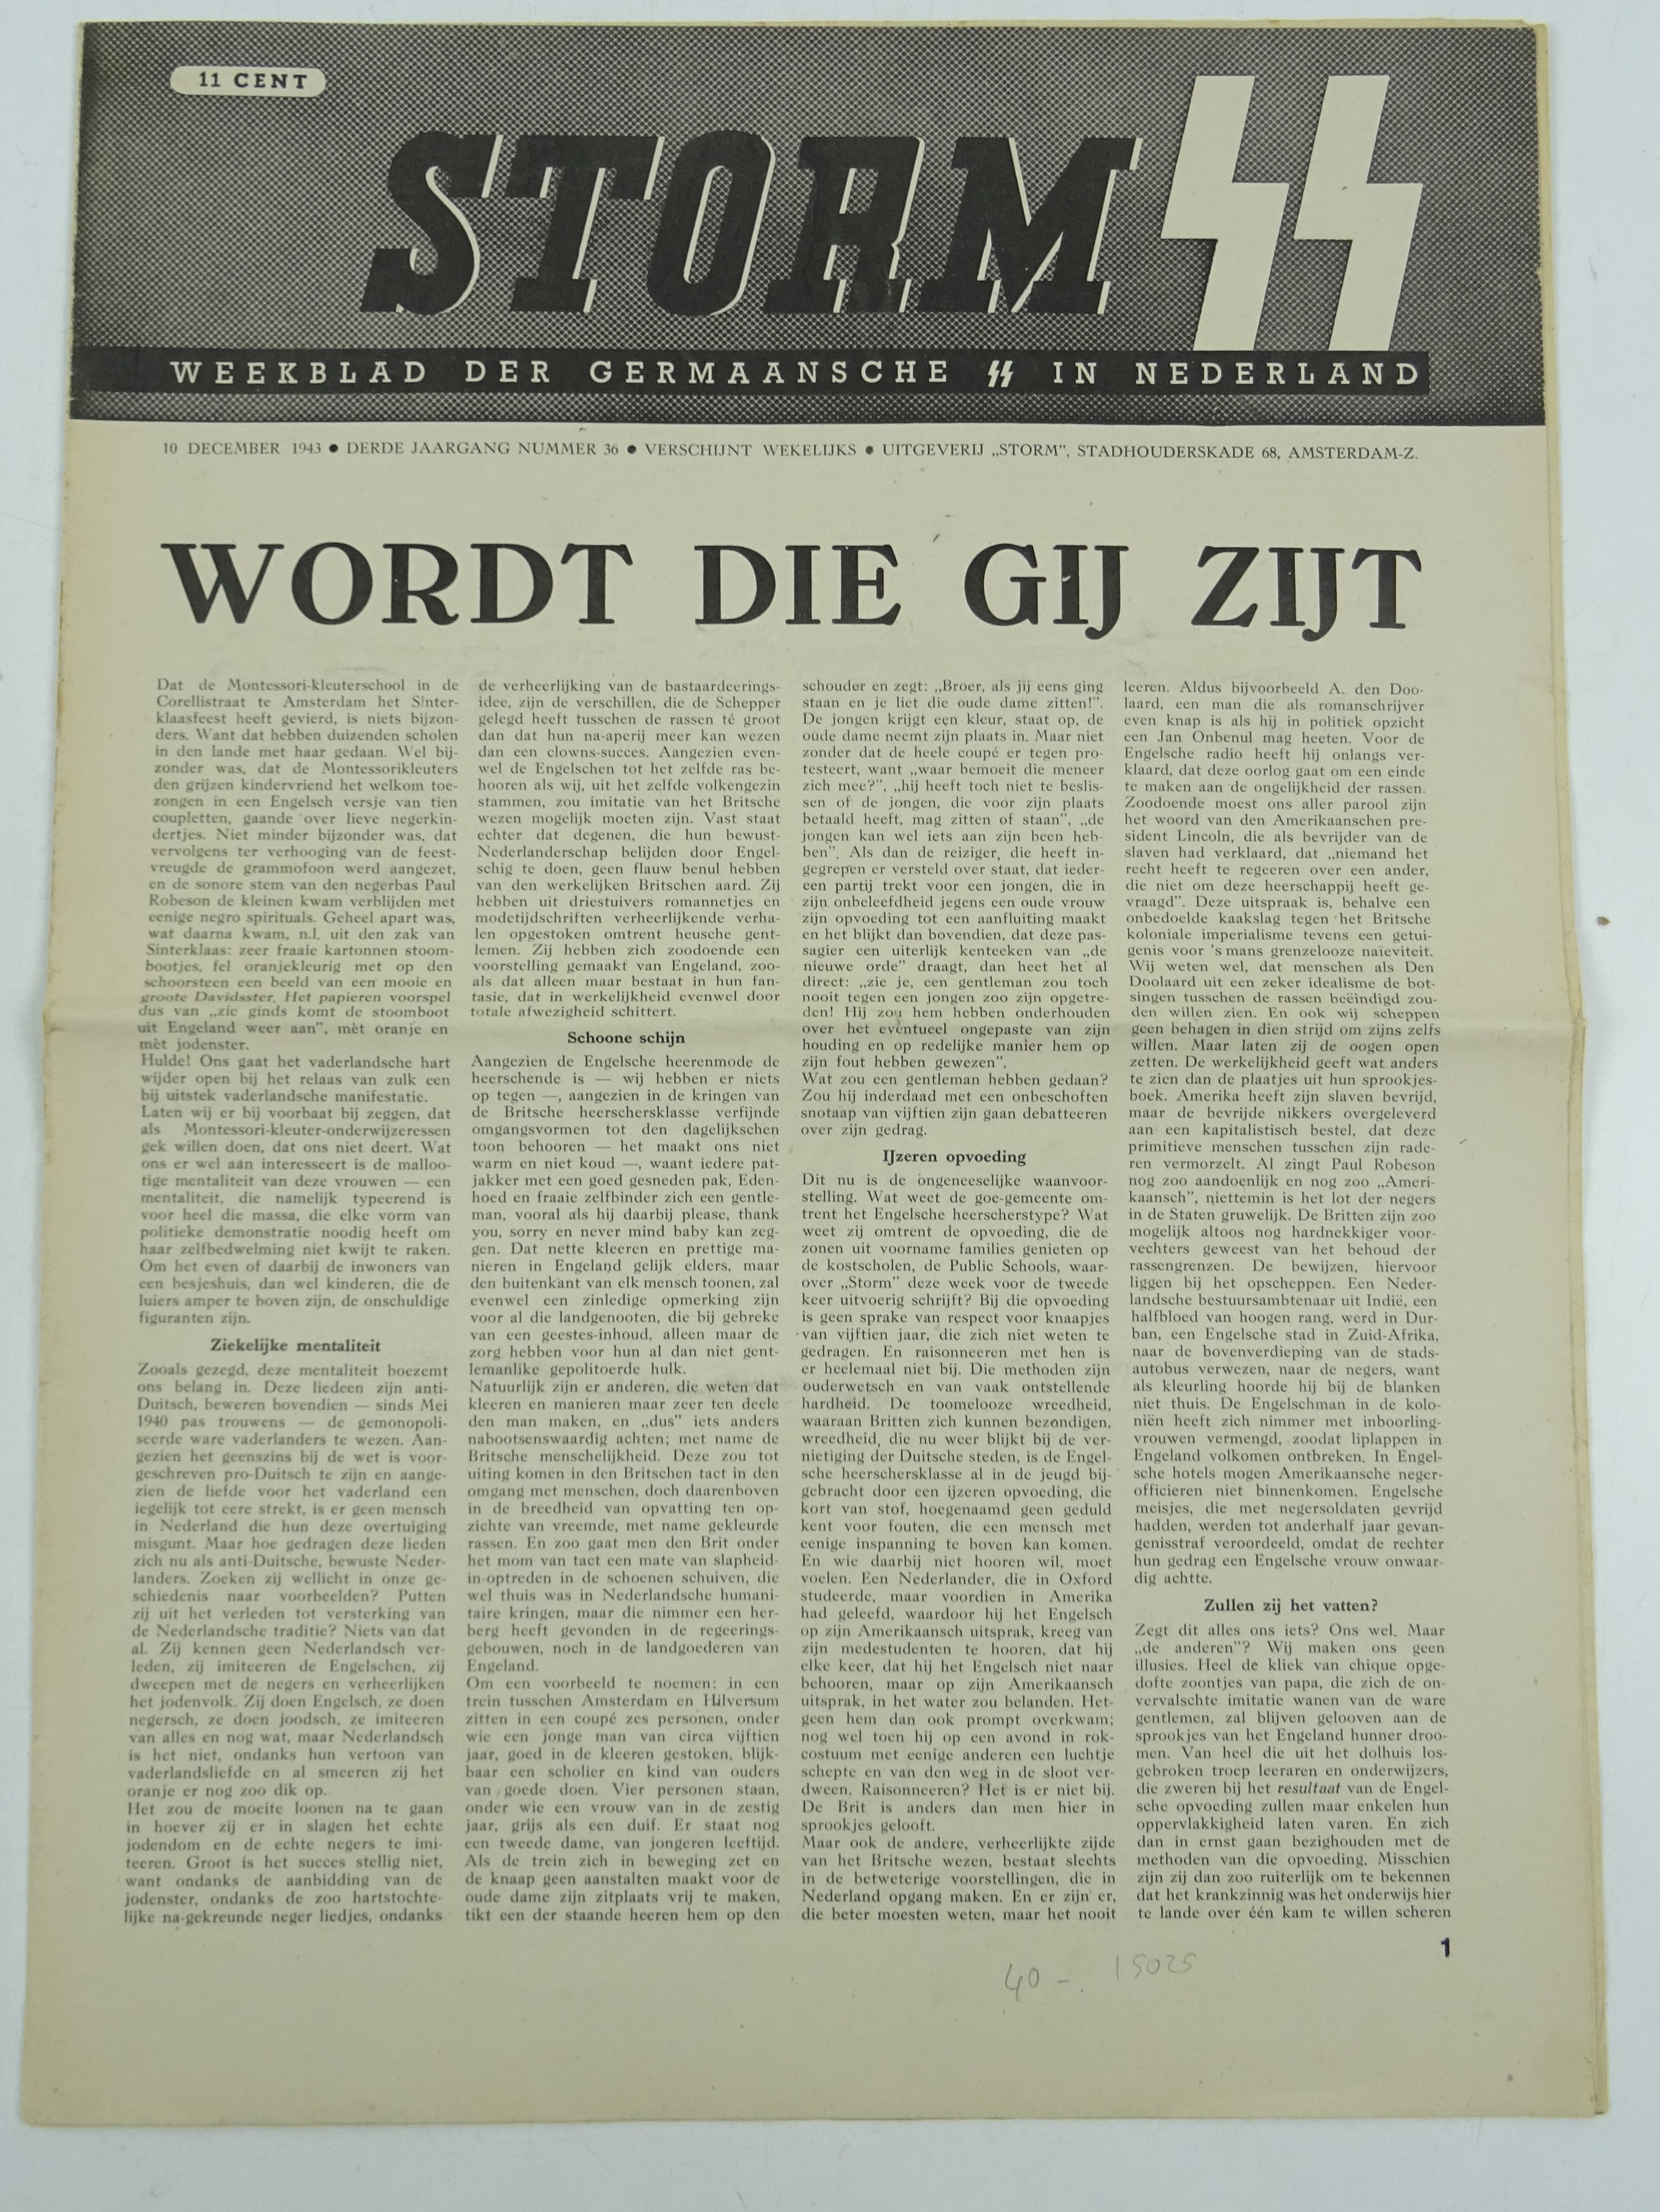 11 CENT
STORM SS
WEEKBLAD DER GERMAANSCHE SS IN NEDERLAND
10 DECEMBER 1943 ● DERDE JAARGANG NUMMER 36 ● VERSCHIJNT WEKELIJKS ● UITGEVERIJ „STORM”, STADHOUDERSKADE 68, AMSTERDAM-Z.
WORDT DIE GIJ ZIJT
Dat de Montessori-kleuterschool in de
Corellistraat te Amsterdam het Sinter-
klaasfeest heeft gevierd, is niets bijzon-
ders. Want dat hebben duizenden scholen
in den lande met haar gedaan. Wel bij-
zonder was, dat de Montessorikleuters
den grijzen kindervriend het welkom toe-
zongen in een Engelsch versje van tien
coupletten, gaande over lieve negerkin-
dertjes. Niet minder bijzonder was, dat
vervolgens ter verhooging van de feest-
vreugde de grammofoon werd aangezet,
en de sonore stem van den negerbas Paul
Robeson de kleinen kwam verblijden met
eenige negro spirituals. Geheel apart was,
wat daarna kwam, n.l. uit den zak van
Sinterklaas: zeer fraaie kartonnen stoom-
bootjes, fel oranjekleurig met op den
schoorsteen een beeld van een mooie en
groote Davidsster. Het papieren voorspel
dus van „zie ginds komt de stoomboot
uit Engeland weer aan”, mèt oranje en
mèt jodenster.
Hulde! Ons gaat het vaderlandsche hart
wijder open bij het relaas van zulk een
bij uitstek vaderlandsche manifestatie.
Laten wij er bij voorbaat bij zeggen, dat
als Montessori-kleuter-onderwijzeressen
gek willen doen, dat ons niet deert. Wat
ons er wel aan interesseert is de malloo-
tige mentaliteit van deze vrouwen — een
mentaliteit, die namelijk typeerend is
voor heel die massa, die elke vorm van
politieke demonstratie noodig heeft om
haar zelfbedwelming niet kwijt te raken.
Om het even of daarbij de inwoners van
een besjeshuis, dan wel kinderen, die de
luiers amper te boven zijn, de onschuldige
figuranten zijn.
Ziekelijke mentaliteit
Zooals gezegd, deze mentaliteit boezemt
ons belang in. Deze liedeen zijn anti-
Duitsch, beweren bovendien — sinds Mei
1940 pas trouwens — de gemonopoli-
seerde ware vaderlanders te wezen. Aan-
gezien het geenszins bij de wet is voor-
geschreven pro-Duitsch te zijn en aange-
zien de liefde voor het vaderland een
iegelijk tot eere strekt, is er geen mensch
in Nederland die hun deze overtuiging
misgunt. Maar hoe gedragen deze lieden
zich nu als anti-Duitsche, bewuste Neder-
landers. Zoeken zij wellicht in onze ge-
schiedenis naar voorbeelden? Putten
zij uit het verleden tot versterking van
de Nederlandsche traditie? Niets van dat
al. Zij kennen geen Nederlandsch ver-
leden, zij imiteeren de Engelschen, zij
dweepen met de negers en verheerlijken
het jodenvolk. Zij doen Engelsch, ze doen
negersch, ze doen joodsch, ze imiteeren
van alles en nog wat, maar Nederlandsch
is het niet, ondanks hun vertoon van
vaderlandsliefde en al smeeren zij het
oranje er nog zoo dik op.
Het zou de moeite loonen na te gaan
in hoever zij er in slagen het echte
jodendom en de echte negers te imi-
teeren. Groot is het succes stellig niet,
want ondanks de aanbidding van de
jodenster, ondanks de zoo hartstochte-
lijke na-gekreunde neger liedjes, ondanks
de verheerlijking van de bastaardeerings-
idee, zijn de verschillen, die de Schepper
gelegd heeft tusschen de rassen té groot
dan dat hun na-aperij meer kan wezen
dan een clowns-succes. Aangezien even-
wel de Engelschen tot het zelfde ras be-
hooren als wij, uit het zelfde volkengezin
stammen, zou imitatie van het Britsche
wezen mogelijk moeten zijn. Vast staat
echter dat degenen, die hun bewust-
Nederlanderschap belijden door Engel-
schig te doen, geen flauw benul hebben
van den werkelijken Britschen aard. Zij
hebben uit driestuivers romannetjes en
modetijdschriften verheerlijkende verha-
len opgestoken omtrent heusche gent-
lemen. Zij hebben zich zoodoende een
voorstelling gemaakt van Engeland, zoo-
als dat alleen maar bestaat in hun fan-
tasie, dat in werkelijkheid evenwel door
totale afwezigheid schittert.
Schoone schijn
Aangezien de Engelsche heerenmode de
heerschende is — wij hebben er niets
op tegen —, aangezien in de kringen van
de Britsche heerschersklasse verfijnde
omgangsvormen tot den dagelijkschen
toon behooren — het maakt ons niet
warm en niet koud —, waant iedere pat-
jakker met een goed gesneden pak, Eden-
hoed en fraaie zelfbinder zich een gentle-
man, vooral als hij daarbij please, thank
you, sorry en never mind baby kan zeg-
gen. Dat nette kleeren en prettige ma-
nieren in Engeland gelijk elders, maar
den buitenkant van elk mensch toonen, zal
evenwel een zinledige opmerking zijn
voor al die landgenooten, die bij gebreke
van een geestes-inhoud, alleen maar de
zorg hebben voor hun al dan niet gent-
lemanlike gepolitoerde hulk.
Natuurlijk zijn er anderen, die weten dat
kleeren en manieren maar zeer ten deele
den man maken, en „dus” iets anders
nabootsenswaardig achten; met name de
Britsche menschelijkheid. Deze zou tot
uiting komen in den Britschen tact in den
omgang met menschen, doch daarenboven
in de breedheid van opvatting ten op-
zichte van vreemde, met name gekleurde
rassen. En zoo gaat men den Brit onder
het mom van tact een mate van slapheid-
in-optreden in de schoenen schuiven, die
wel thuis was in Nederlandsche humani-
taire kringen, maar die nimmer een her-
berg heeft gevonden in de regeerings-
gebouwen, noch in de landgoederen van
Engeland.
Om een voorbeeld te noemen: in een
trein tusschen Amsterdam en Hilversum
zitten in een coupé zes personen, onder
wie een jonge man van circa vijftien
jaar, goed in de kleeren gestoken, blijk-
baar een scholier en kind van ouders
van goede doen. Vier personen staan,
onder wie een vrouw van in de zestig
jaar, grijs als een duif. Er staat nog
een tweede dame, van jongeren leeftijd.
Als de trein zich in beweging zet en
de knaap geen aanstalten maakt voor de
oude dame zijn zitplaats vrij te maken,
tikt een der staande heeren hem op den
schouder en zegt: „Broer, als jij eens ging
staan en je liet die oude dame zitten!”.
De jongen krijgt een kleur, staat op, de
oude dame neemt zijn plaats in. Maar niet
zonder dat de heele coupé er tegen pro-
testeert, want „waar bemoeit die meneer
zich mee?”, „hij heeft toch niet te beslis-
sen of de jongen, die voor zijn plaats
betaald heeft, mag zitten of staan”, „de
jongen kan wel iets aan zijn been heb-
ben”. Als dan de reiziger, die heeft in-
gegrepen er versteld over staat, dat ieder-
een partij trekt voor een jongen, die in
zijn onbeleefdheid jegens een oude vrouw
zijn opvoeding tot een aanfluiting maakt
en het blijkt dan bovendien, dat deze pas-
sagier een uiterlijk kenteeken van „de
nieuwe orde” draagt, dan heet het al
direct: „zie je, een gentleman zou toch
nooit tegen een jongen zoo zijn opgetre-
den! Hij zou hem hebben onderhouden
over het eventueel ongepaste van zijn
houding en op redelijke manier hem op
zijn fout hebben gewezen”.
Wat zou een gentleman hebben gedaan?
Zou hij inderdaad met een onbeschoften
snotaap van vijftien zijn gaan debatteeren
over zijn gedrag.
IJzeren opvoeding
Dit nu is de ongeneeselijke waanvoor-
stelling. Wat weet de goe-gemeente om-
trent het Engelsche heerscherstype? Wat
weet zij omtrent de opvoeding, die de
zonen uit voorname families genieten op
de kostscholen, de Public Schools, waar-
over „Storm” deze week voor de tweede
keer uitvoerig schrijft? Bij die opvoeding
is geen sprake van respect voor knaapjes
van vijftien jaar, die zich niet weten te
gedragen. En raisonneeren met hen is
er heelemaal niet bij. Die methoden zijn
ouderwetsch en van vaak ontstellende
hardheid. De toomelooze wreedheid,
waaraan Britten zich kunnen bezondigen,
wreedheid, die nu weer blijkt bij de ver-
nietiging der Duitsche steden, is de Engel-
sche heerschersklasse al in de jeugd bij-
gebracht door een ijzeren opvoeding, die
kort van stof, hoegenaamd geen geduld
kent voor fouten, die een mensch met
eenige inspanning te boven kan komen.
En wie daarbij niet hooren wil, moet
voelen. Een Nederlander, die in Oxford
studeerde, maar voordien in Amerika
had geleefd, waardoor hij het Engelsch
op zijn Amerikaansch uitsprak, kreeg van
zijn medestudenten te hooren, dat hij
elke keer, dat hij het Engelsch niet naar
behooren, maar op zijn Amerikaansch
uitsprak, in het water zou belanden. Het-
geen hem dan ook prompt overkwam;
nog wel toen hij op een avond in rok-
costuum met eenige anderen een luchtje
schepte en van den weg in de sloot ver-
dween. Raisonneeren? Het is er niet bij.
De Brit is anders dan men hier in
sprookjes gelooft.
Maar ook de andere, verheerlijkte zijde
van het Britsche wezen, bestaat slechts
in de betweterige voorstellingen, die in
Nederland opgang maken. En er zijn er,
die beter moesten weten, maar het nooit
leeren. Aldus bijvoorbeeld A. den Doo-
laard, een man die als romanschrijver
even knap is als hij in politiek opzicht
een Jan Onbenul mag heeten. Voor de
Engelsche radio heeft hij onlangs ver-
klaard, dat deze oorlog gaat om een einde
te maken aan de ongelijkheid der rassen.
Zoodoende moest ons aller parool zijn
het woord van den Amerikaanschen pre-
sident Lincoln, die als bevrijder van de
slaven had verklaard, dat „niemand het
recht heeft te regeeren over een ander,
die niet om deze heerschappij heeft ge-
vraagd”. Deze uitspraak is, behalve een
onbedoelde kaakslag tegen het Britsche
koloniale imperialisme tevens een getui-
genis voor 's mans grenzelooze naïeviteit.
Wij weten wel, dat menschen als Den
Doolaard uit een zeker idealisme de bot-
singen tusschen de rassen beëindigd zou-
den willen zien. En ook wij scheppen
geen behagen in dien strijd om zijns zelfs
willen. Maar laten zij de oogen open
zetten. De werkelijkheid geeft wat anders
te zien dan de plaatjes uit hun sprookjes-
boek. Amerika heeft zijn slaven bevrijd,
maar de bevrijde nikkers overgeleverd
aan een kapitalistisch bestel, dat deze
primitieve menschen tusschen zijn rade-
ren vermorzelt. Al zingt Paul Robeson
nog zoo aandoenlijk en nog zoo „Ameri-
kaansch”, niettemin is het lot der negers
in de Staten gruwelijk. De Britten zijn zoo
mogelijk altoos nog hardnekkiger voor-
vechters geweest van het behoud der
rassengrenzen. De bewijzen, hiervoor
liggen bij het opscheppen. Een Neder-
landsche bestuursambtenaar uit Indië, een
halfbloed van hoogen rang, werd in Dur-
ban, een Engelsche stad in Zuid-Afrika,
naar de bovenverdieping van de stads-
autobus verwezen, naar de negers, want
als kleurling hoorde hij bij de blanken
niet thuis. De Engelschman in de kolo-
niën heeft zich nimmer met inboorling-
vrouwen vermengd, zoodat liplappen in
Engeland volkomen ontbreken. In Engel-
sche hotels mogen Amerikaansche neger-
officieren niet binnenkomen. Engelsche
meisjes, die met negersoldaten gevrijd
hadden, werden tot anderhalf jaar gevan-
genisstraf veroordeeld, omdat de rechter
hun gedrag een Engelsche vrouw onwaar-
dig achtte.
Zullen zij het vatten?
Zegt dit alles ons iets? Ons wel. Maar
„de anderen”? Wij maken ons geen
illusies. Heel de kliek van chique opge-
dofte zoontjes van papa, die zich de on-
vervalschte imitatie wanen van de ware
gentlemen, zal blijven gelooven aan de
sprookjes van het Engeland hunner droo-
men. Van heel die uit het dolhuis los-
gebroken troep leeraren en onderwijzers,
die zweren bij het resultaat van de Engel-
sche opvoeding zullen maar enkelen hun
oppervlakkigheid laten varen. En zich
dan in ernst gaan bezighouden met de
methoden van die opvoeding. Misschien
zijn zij dan zoo ruiterlijk om te bekennen
dat het krankzinnig was het onderwijs hier
te lande over één kam te willen scheren
1
40 -. 15025